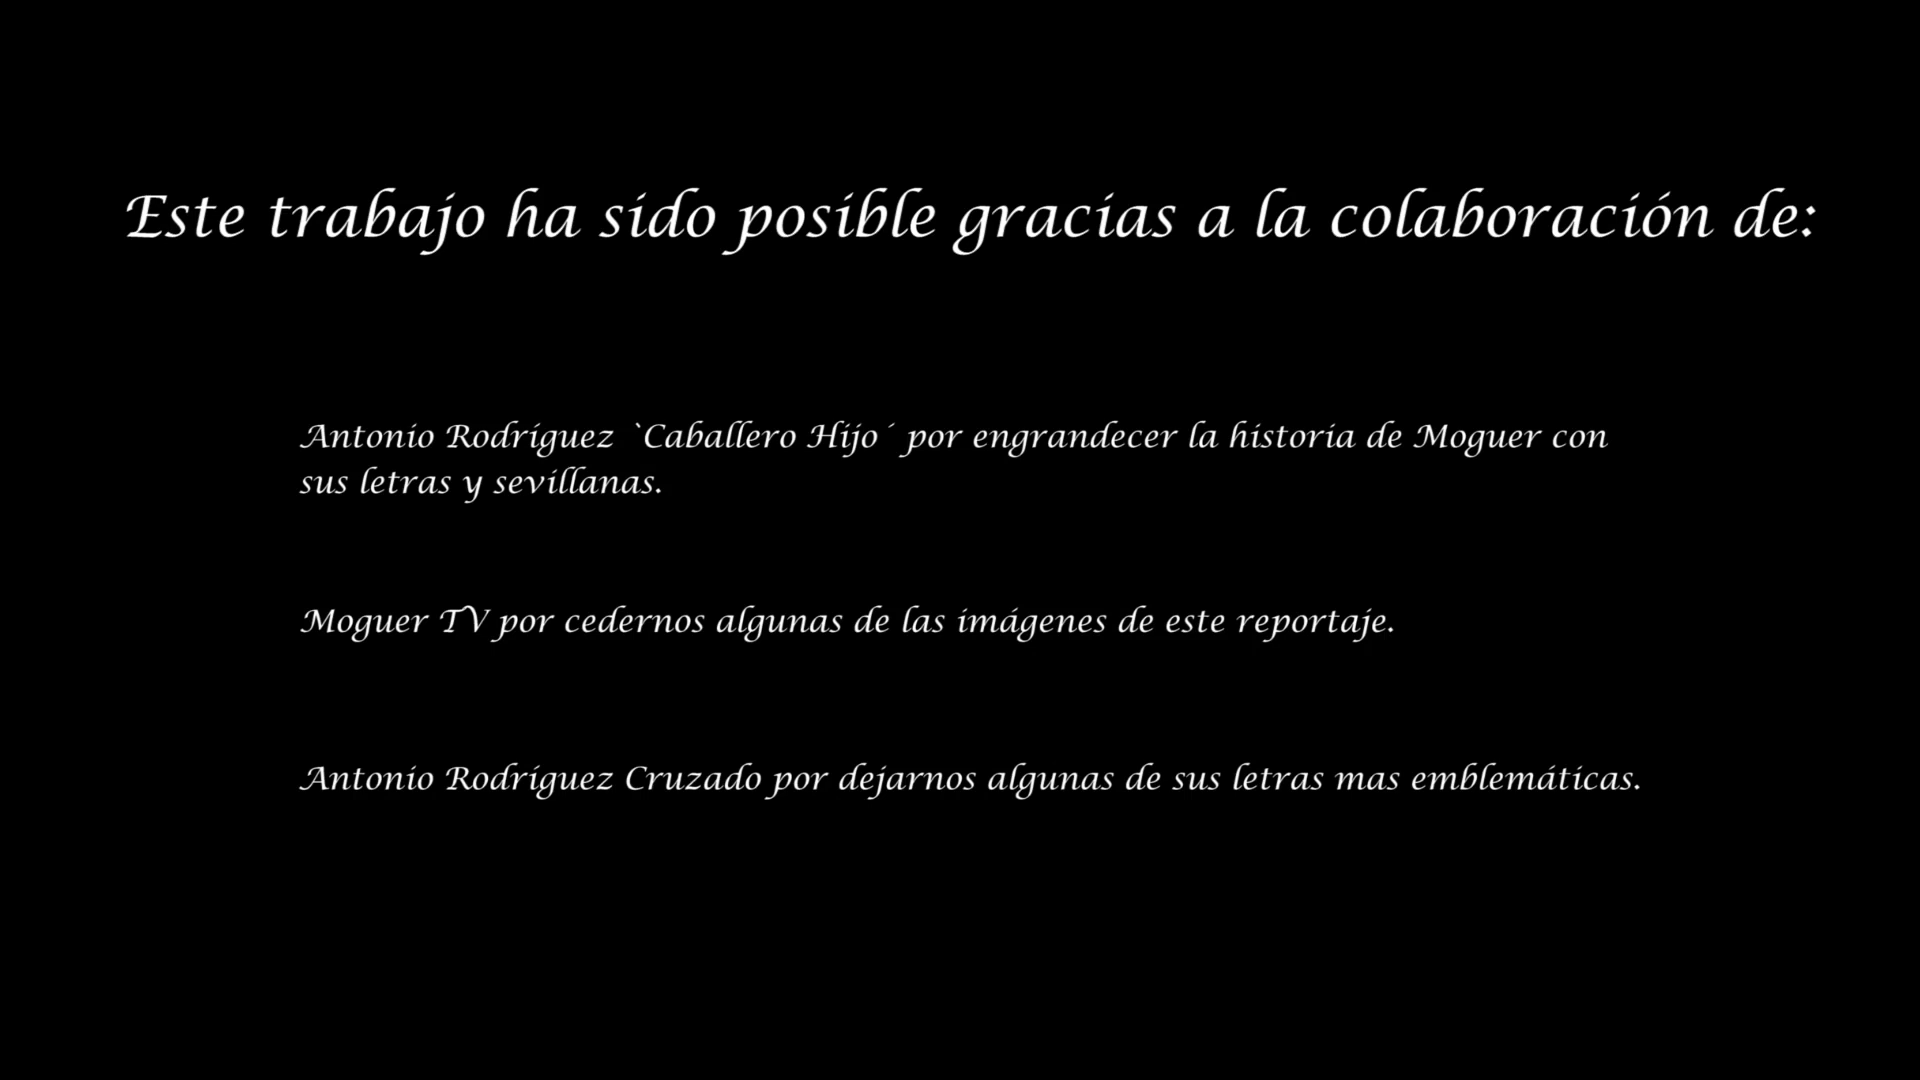 Este trabajo ha sido posible gracias a la colaboración de:
Antonio Rodríguez `Caballero Hijo´ por engrandecer la historia de Moguer con
sus letras y sevillanas.
Moguer TV por cedernos algunas de las imágenes de este reportaje.
Antonio Rodríguez Cruzado por dejarnos algunas de sus letras mas emblemáticas.